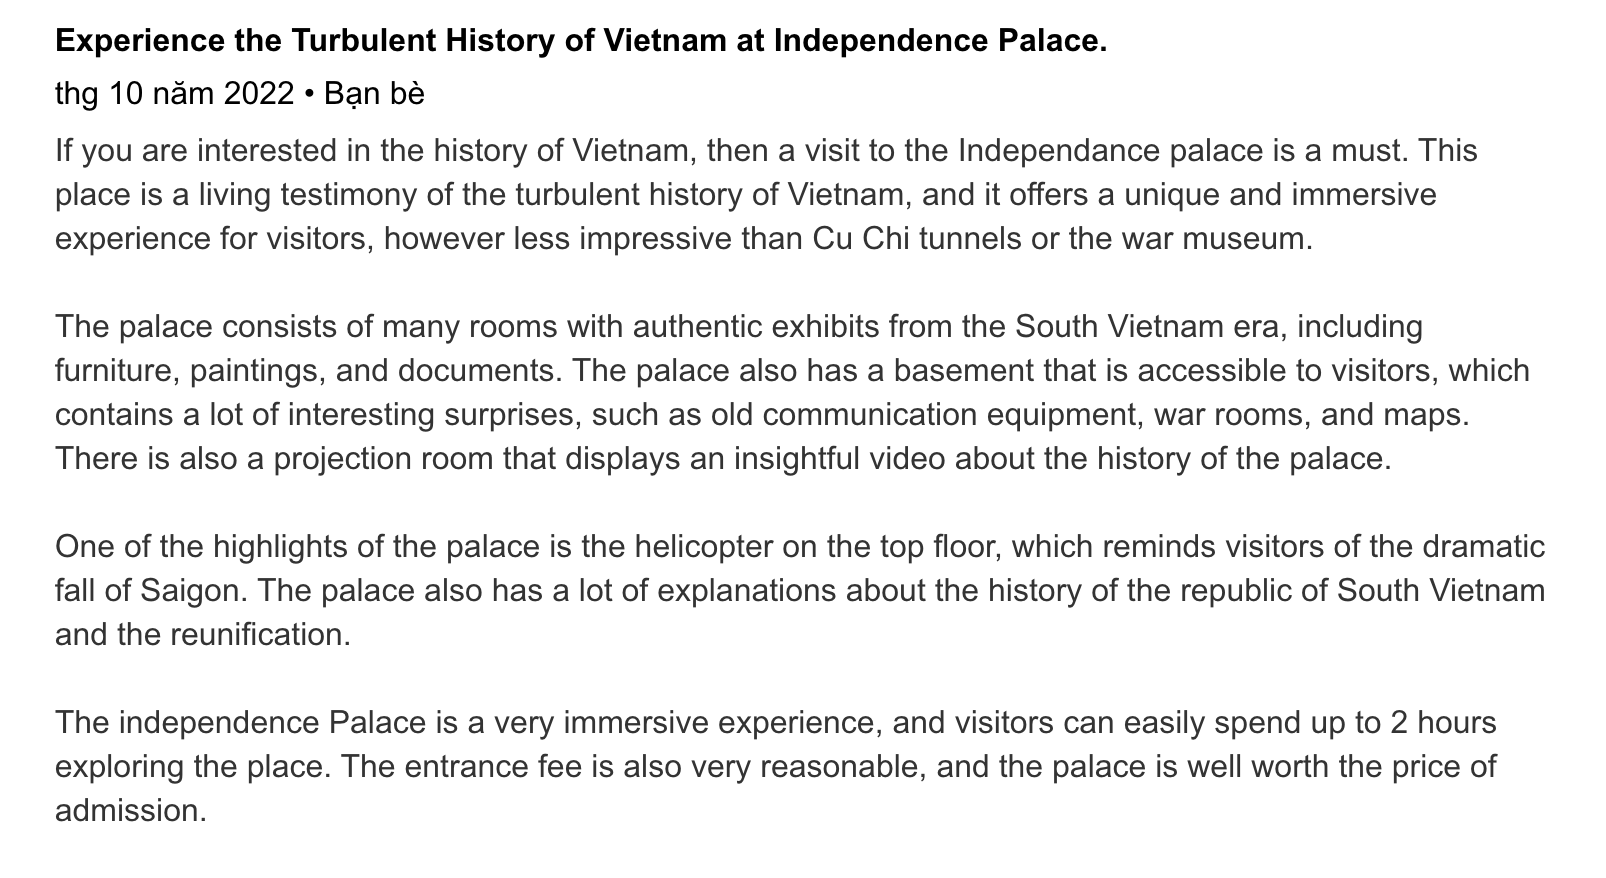 Experience the Turbulent History of Vietnam at Independence Palace.
thg 10 năm 2022 • Bạn bè
If you are interested in the history of Vietnam, then a visit to the Independance palace is a must. This
place is a living testimony of the turbulent history of Vietnam, and it offers a unique and immersive
experience for visitors, however less impressive than Cu Chi tunnels or the war museum.

The palace consists of many rooms with authentic exhibits from the South Vietnam era, including
furniture, paintings, and documents. The palace also has a basement that is accessible to visitors, which
contains a lot of interesting surprises, such as old communication equipment, war rooms, and maps.
There is also a projection room that displays an insightful video about the history of the palace.

One of the highlights of the palace is the helicopter on the top floor, which reminds visitors of the dramatic
fall of Saigon. The palace also has a lot of explanations about the history of the republic of South Vietnam
and the reunification.

The independence Palace is a very immersive experience, and visitors can easily spend up to 2 hours
exploring the place. The entrance fee is also very reasonable, and the palace is well worth the price of
admission.